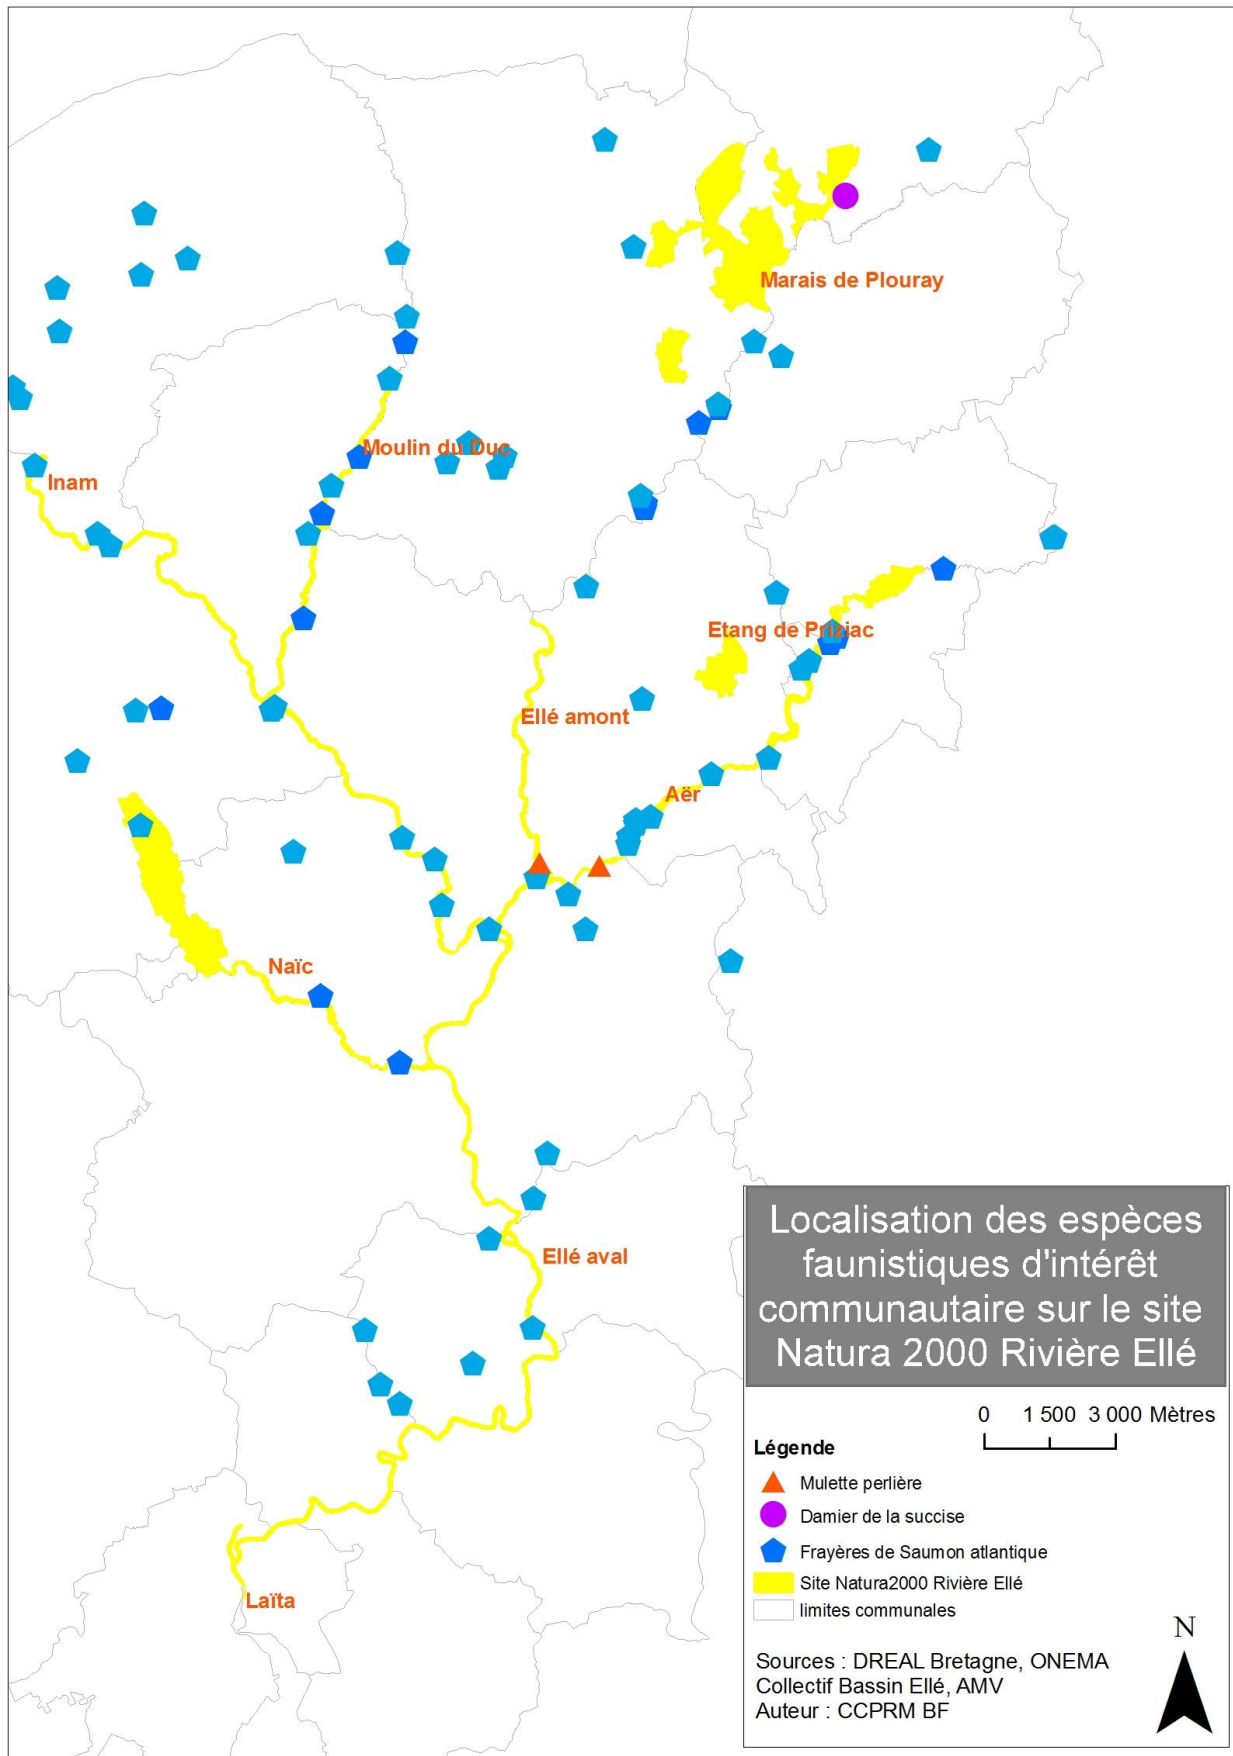 Marais de Plouray
Moulin du Duc
Inam
Etang de Priziac
Ellé amont
Aër
Naïc
Ellé aval
Laïta
Localisation des espèces
faunistiques d'intérêt
communautaire sur le site
Natura 2000 Rivière Ellé
0 1 500 3 000 Mètres
Légende
Mulette perlière
Damier de la succise
Frayères de Saumon atlantique
Site Natura2000 Rivière Ellé
limites communales
N
Sources : DREAL Bretagne, ONEMA
Collectif Bassin Ellé, AMV
Auteur : CCPRM BF